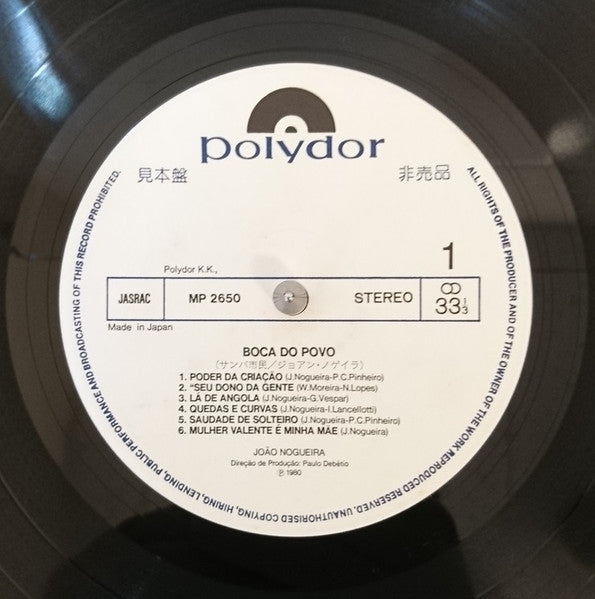 polydor
見本盤
非売品
1
Polydor K.K.,
JASRAC
MP 2650
STEREO
33 1/3
Made in Japan
BOCA DO POVO
(サンバ市民/ジョアン・ノゲイラ)
1. PODER DA CRIAÇÃO (J.Nogueira-P.C.Pinheiro)
2. "SEU DONO DA GENTE (W.Moreira-N.Lopes)
3. LÁ DE ANGOLA (J.Nogueira-G.Vespar)
4. QUEDAS E CURVAS (J.Nogueira-I.Lancellotti)
5. SAUDADE DE SOLTEIRO (J.Nogueira-P.C.Pinheiro)
6. MULHER VALENTE É MINHA MÃE (J.Nogueira)
JOÃO NOGUEIRA
Direção de Produção: Paulo Debétio
℗ 1980
ALL RIGHTS OF THE PRODUCER AND OF THE OWNER OF THE WORK REPRODUCED RESERVED. UNAUTHORISED COPYING, HIRING, LENDING, PUBLIC PERFORMANCE AND BROADCASTING OF THIS RECORD PROHIBITED.